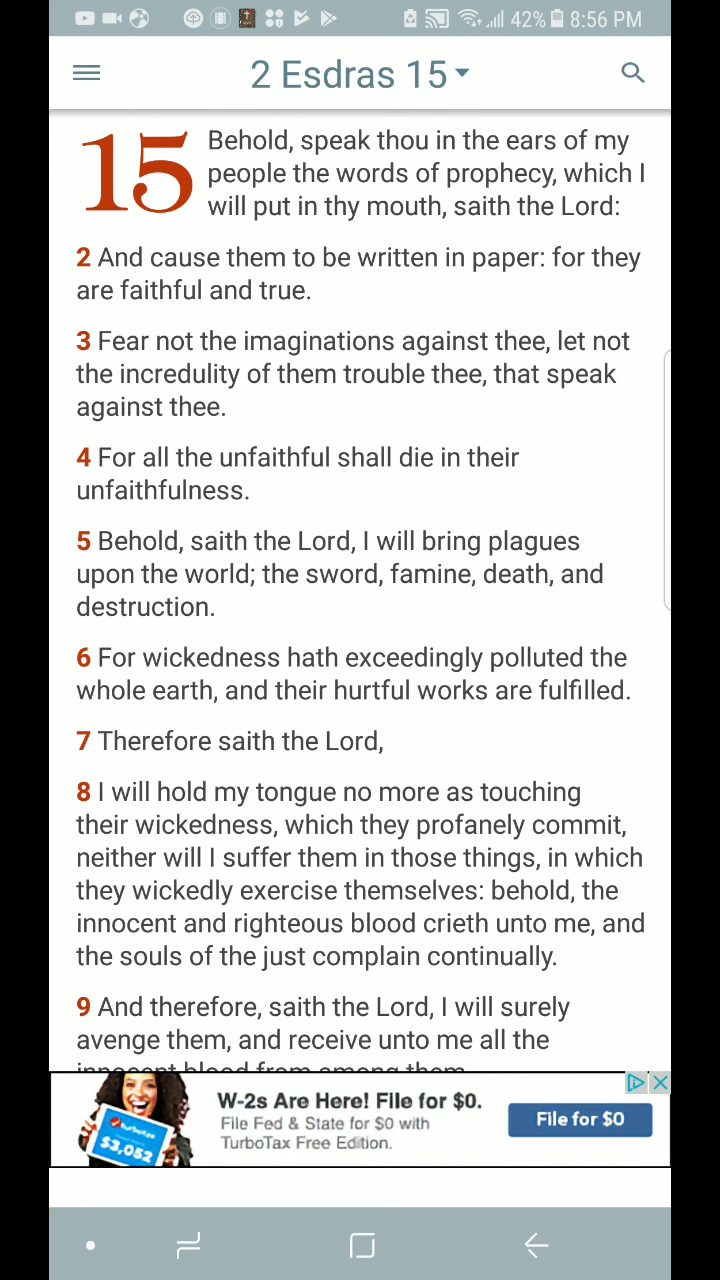 42% 8:56 PM
2 Esdras 15
15 Behold, speak thou in the ears of my
people the words of prophecy, which I
will put in thy mouth, saith the Lord:
2 And cause them to be written in paper: for they
are faithful and true.
3 Fear not the imaginations against thee, let not
the incredulity of them trouble thee, that speak
against thee.
4 For all the unfaithful shall die in their
unfaithfulness.
5 Behold, saith the Lord, I will bring plagues
upon the world; the sword, famine, death, and
destruction.
6 For wickedness hath exceedingly polluted the
whole earth, and their hurtful works are fulfilled.
7 Therefore saith the Lord,
8 I will hold my tongue no more as touching
their wickedness, which they profanely commit,
neither will I suffer them in those things, in which
they wickedly exercise themselves: behold, the
innocent and righteous blood crieth unto me, and
the souls of the just complain continually.
9 And therefore, saith the Lord, I will surely
avenge them, and receive unto me all the
innocent blood from among them
W-2s Are Here! File for $0.
File Fed & State for $0 with
TurboTax Free Edition.
File for $0
turbotax
$3,052